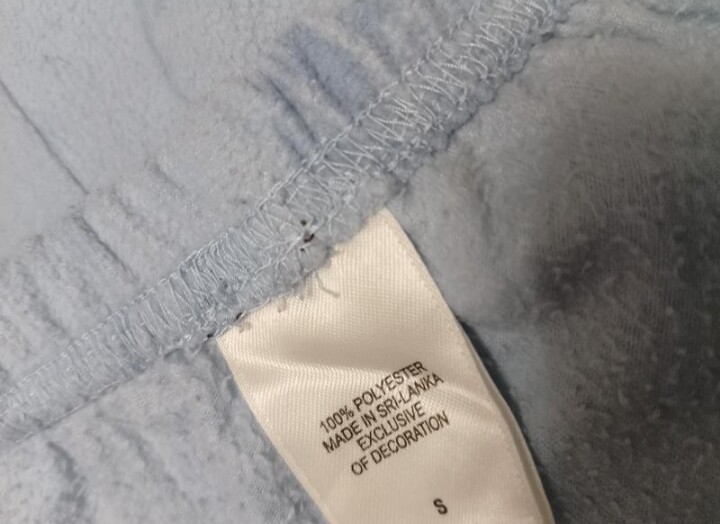 100% POLYESTER
MADE IN SRI-LANKA
EXCLUSIVE
OF DECORATION
S